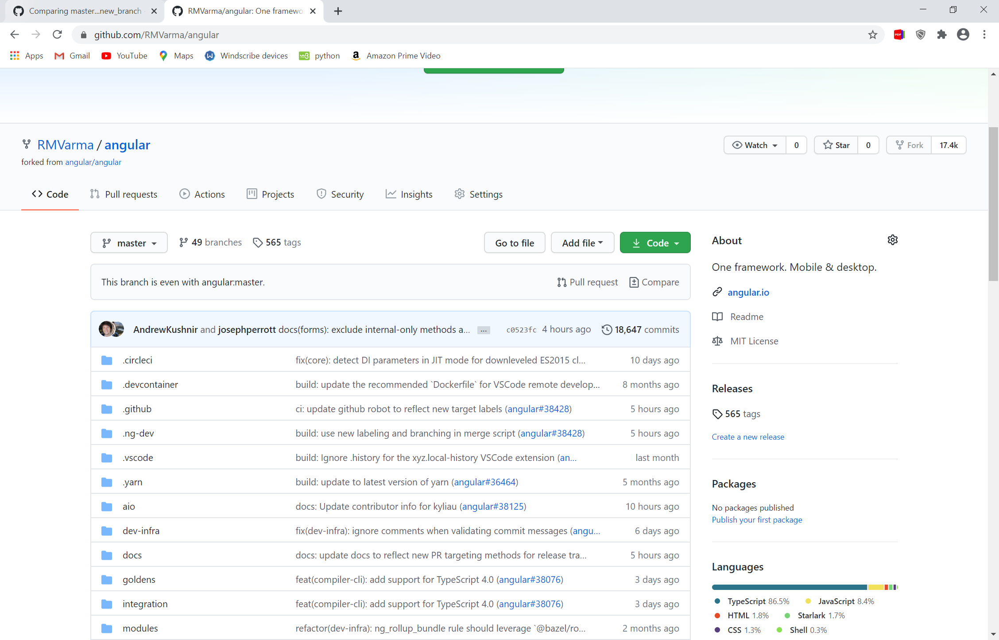 Comparing master...new_branch
RMVarma/angular: One framewo
github.com/RMVarma/angular
Apps Gmail YouTube Maps Windscribe devices python Amazon Prime Video
RMVarma / angular
Watch 0 Star 0 Fork 17.4k
forked from angular/angular
Code Pull requests Actions Projects Security Insights Settings
master 49 branches 565 tags Go to file Add file Code
This branch is even with angular:master. Pull request Compare
AndrewKushnir and josephperrott docs(forms): exclude internal-only methods a... ... c0523fc 4 hours ago 18,647 commits
.circleci fix(core): detect DI parameters in JIT mode for downleveled ES2015 cl... 10 days ago
.devcontainer build: update the recommended `Dockerfile` for VSCode remote develop... 8 months ago
.github ci: update github robot to reflect new target labels (angular#38428) 5 hours ago
.ng-dev build: use new labeling and branching in merge script (angular#38428) 5 hours ago
.vscode build: Ignore .history for the xyz.local-history VSCode extension (an... last month
.yarn build: update to latest version of yarn (angular#36464) 5 months ago
aio docs: Update contributor info for kyliau (angular#38125) 10 hours ago
dev-infra fix(dev-infra): ignore comments when validating commit messages (angu... 6 days ago
docs docs: update docs to reflect new PR targeting methods for release tra... 5 hours ago
goldens feat(compiler-cli): add support for TypeScript 4.0 (angular#38076) 3 days ago
integration feat(compiler-cli): add support for TypeScript 4.0 (angular#38076) 3 days ago
modules refactor(dev-infra): ng_rollup_bundle rule should leverage `@bazel/ro... 2 months ago
About
One framework. Mobile & desktop.
angular.io
Readme
MIT License
Releases
565 tags
Create a new release
Packages
No packages published
Publish your first package
Languages
TypeScript 86.5% JavaScript 8.4%
HTML 1.8% Starlark 1.7%
CSS 1.3% Shell 0.3%